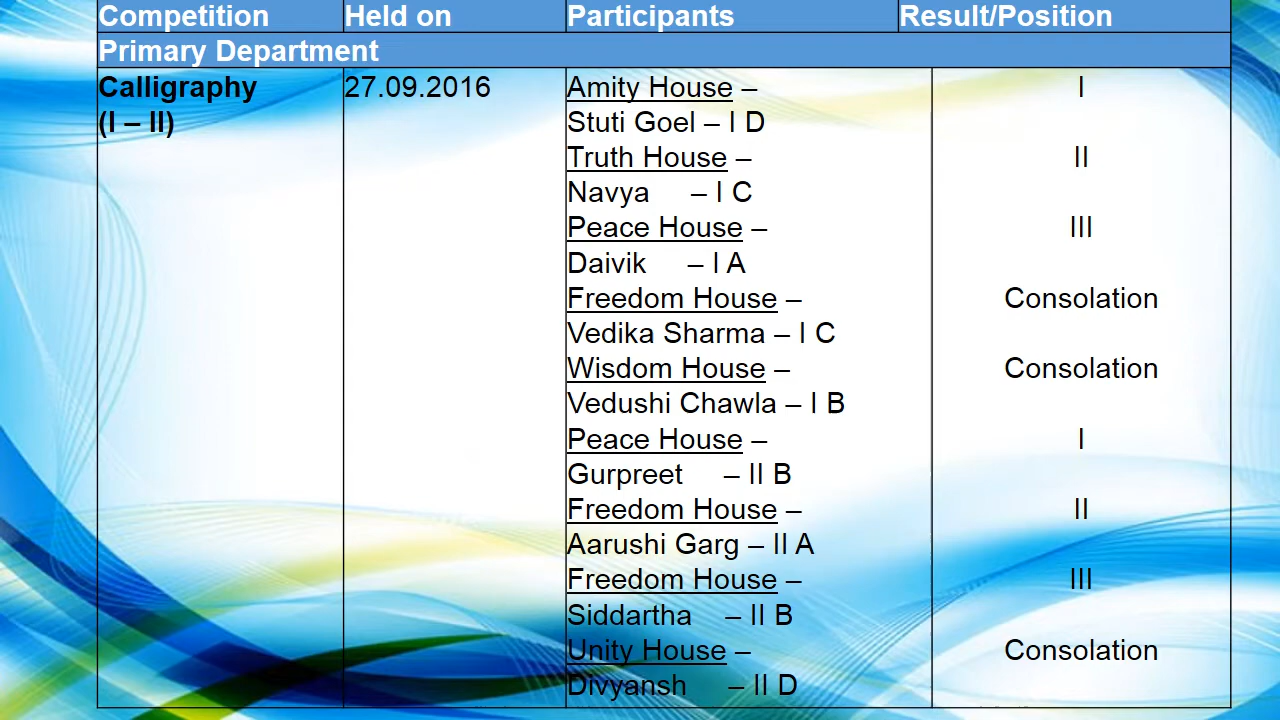 Competition Held on Participants Result/Position
Primary Department
Calligraphy 27.09.2016 Amity House – I
(I – II) Stuti Goel – I D
Truth House – II
Navya – I C
Peace House – III
Daivik – I A
Freedom House – Consolation
Vedika Sharma – I C
Wisdom House – Consolation
Vedushi Chawla – I B
Peace House – I
Gurpreet – II B
Freedom House – II
Aarushi Garg – II A
Freedom House – III
Siddartha – II B
Unity House – Consolation
Divyansh – II D